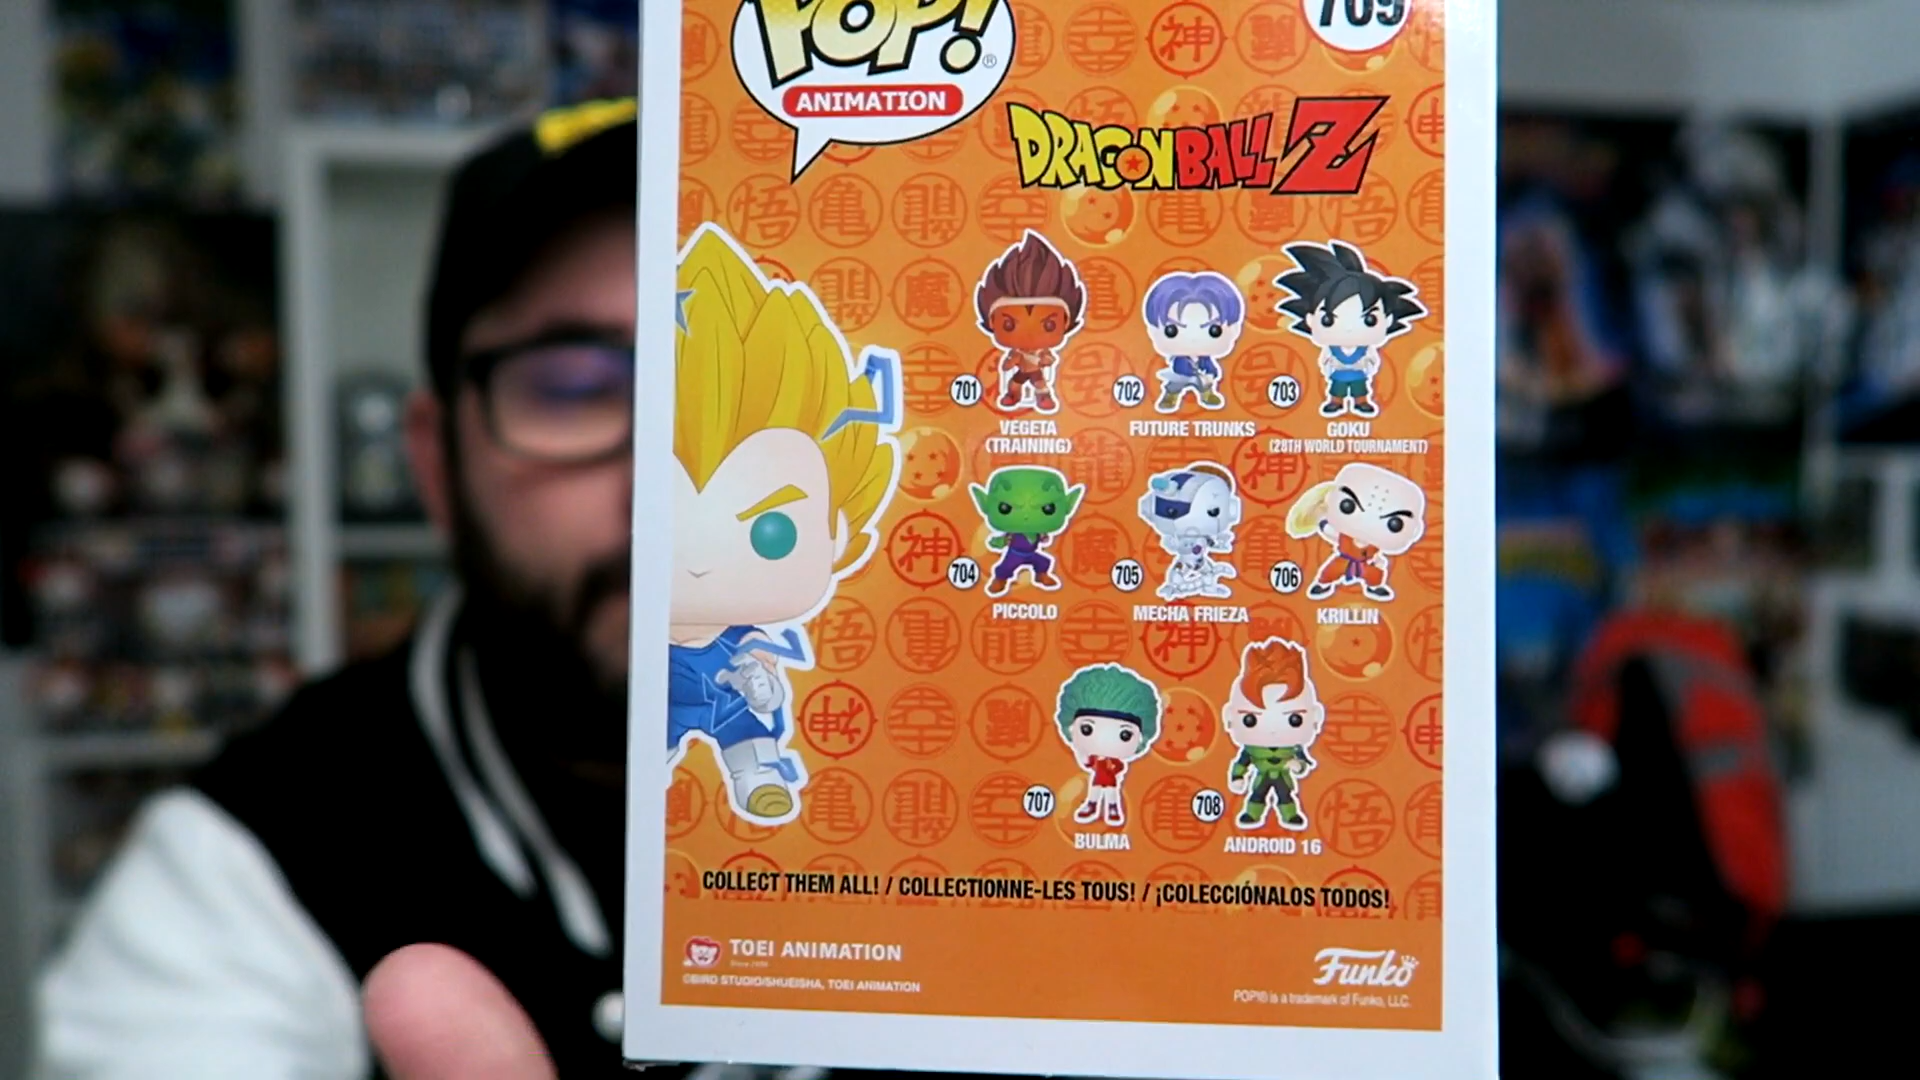 POP!®
709
ANIMATION
DRAGONBALL Z
701
702
703
VEGETA
(TRAINING)
FUTURE TRUNKS
GOKU
(28TH WORLD TOURNAMENT)
704
705
706
PICCOLO
MECHA FRIEZA
KRILLIN
707
708
BULMA
ANDROID 16
COLLECT THEM ALL! / COLLECTIONNE-LES TOUS! / ¡COLECCIÓNALOS TODOS!
TOEI ANIMATION
©BIRD STUDIO/SHUEISHA, TOEI ANIMATION
Funko
POP!® is a trademark of Funko, LLC.